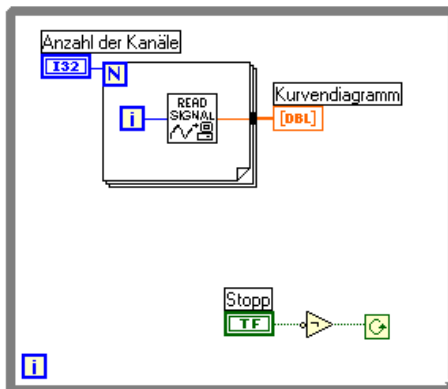 Anzahl der Kanäle
I32
N
READ
SIGNAL
i
Kurvendiagramm
[DBL]
Stopp
TF
i